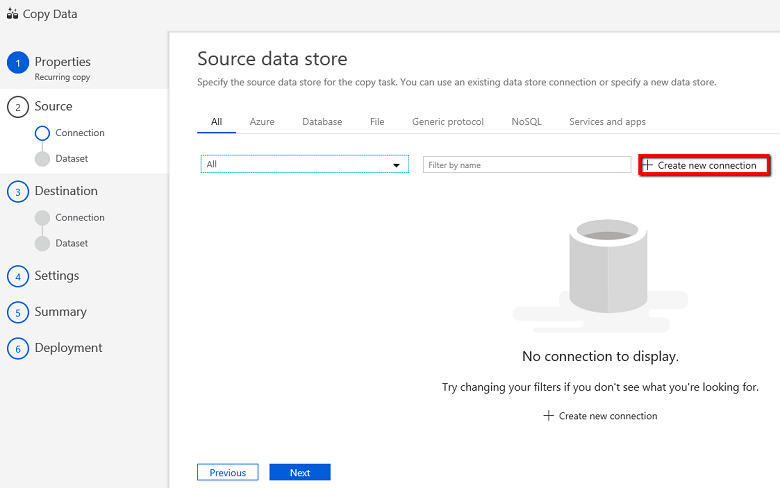 Copy Data
1 Properties
Recurring copy
2 Source
Connection
Dataset
3 Destination
Connection
Dataset
4 Settings
5 Summary
6 Deployment
Source data store
Specify the source data store for the copy task. You can use an existing data store connection or specify a new data store.
All Azure Database File Generic protocol NoSQL Services and apps
All Filter by name + Create new connection
No connection to display.
Try changing your filters if you don't see what you're looking for.
+ Create new connection
Previous Next